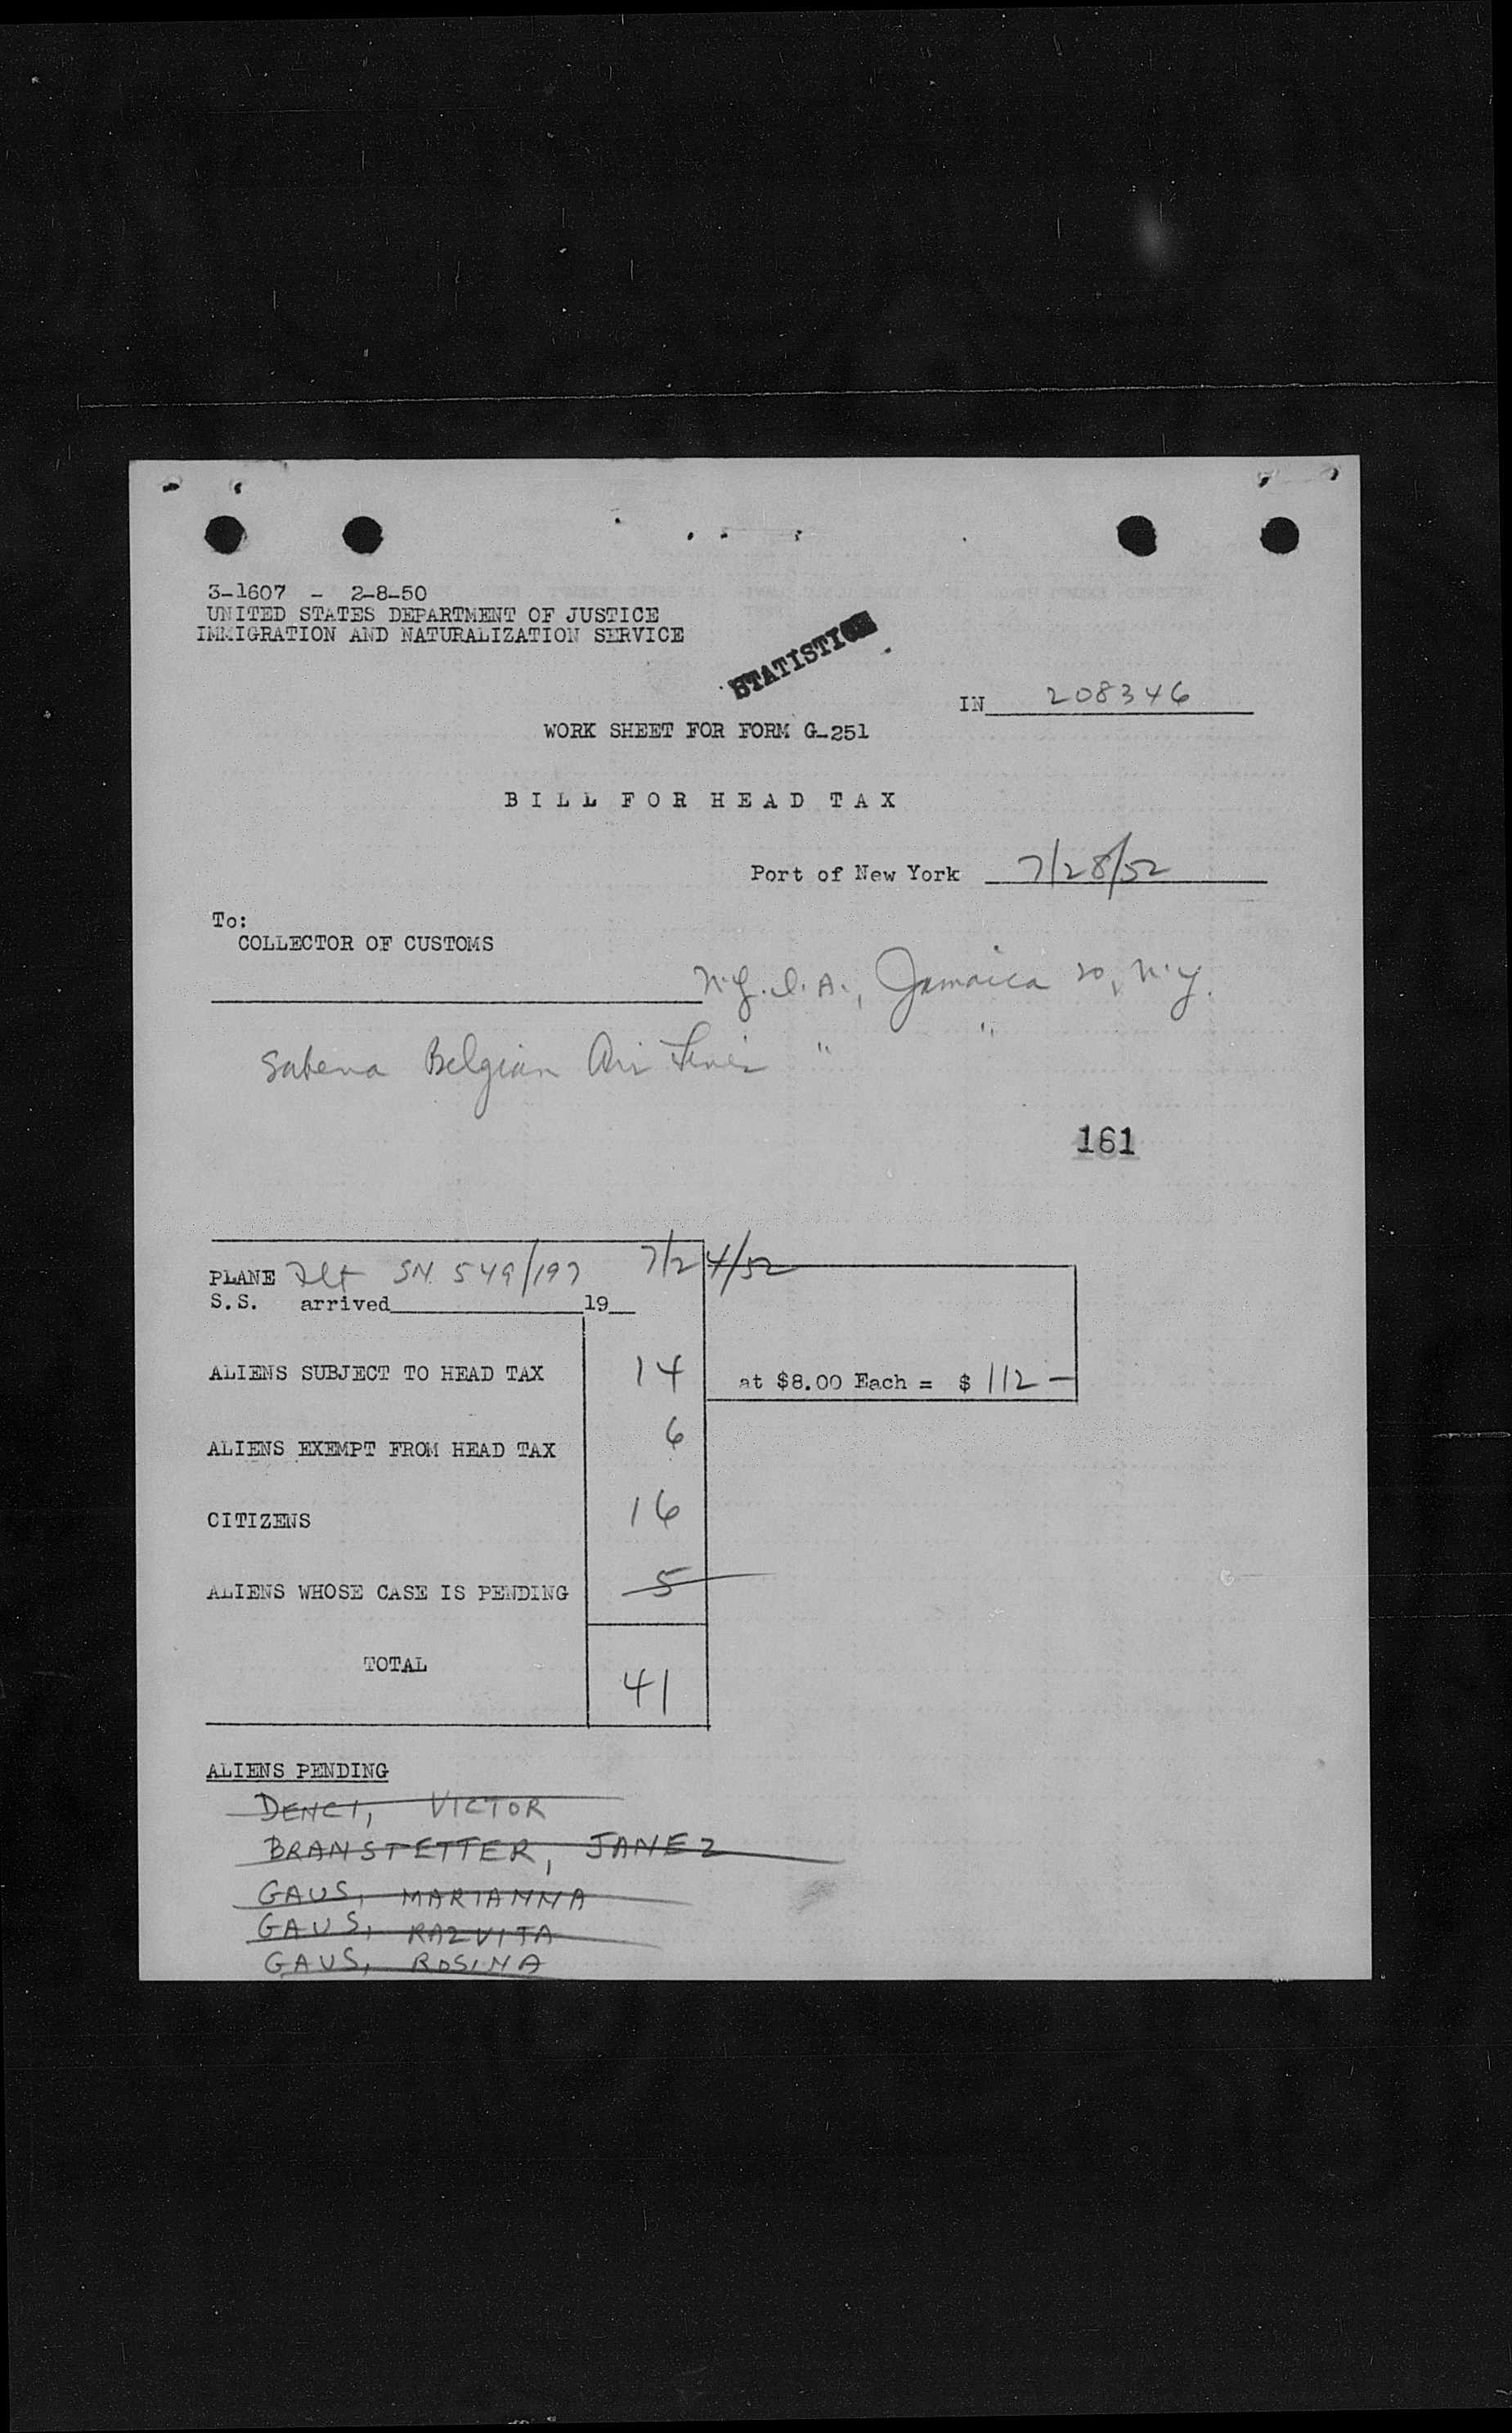 3-1607 - 2-8-50
UNITED STATES DEPARTMENT OF JUSTICE
IMMIGRATION AND NATURALIZATION SERVICE
STATISTICS
IN 208346
WORK SHEET FOR FORM G-251
BILL FOR HEAD TAX
Port of New York 7/28/52
To:
COLLECTOR OF CUSTOMS
N.Y.I.A., Jamaica 20, N.Y.
Sabena Belgian Air Lines " "
161
PLANE Flt SN 549/197 7/24/52
S.S. arrived 19
ALIENS SUBJECT TO HEAD TAX 14 at $8.00 Each = $ 112 —
ALIENS EXEMPT FROM HEAD TAX 6
CITIZENS 16
ALIENS WHOSE CASE IS PENDING 5
TOTAL 41
ALIENS PENDING
DENCI, VICTOR
BRANSTETTER, JANEZ
GAUS, MARIANNA
GAUS, RAZVITA
GAUS, ROSINA